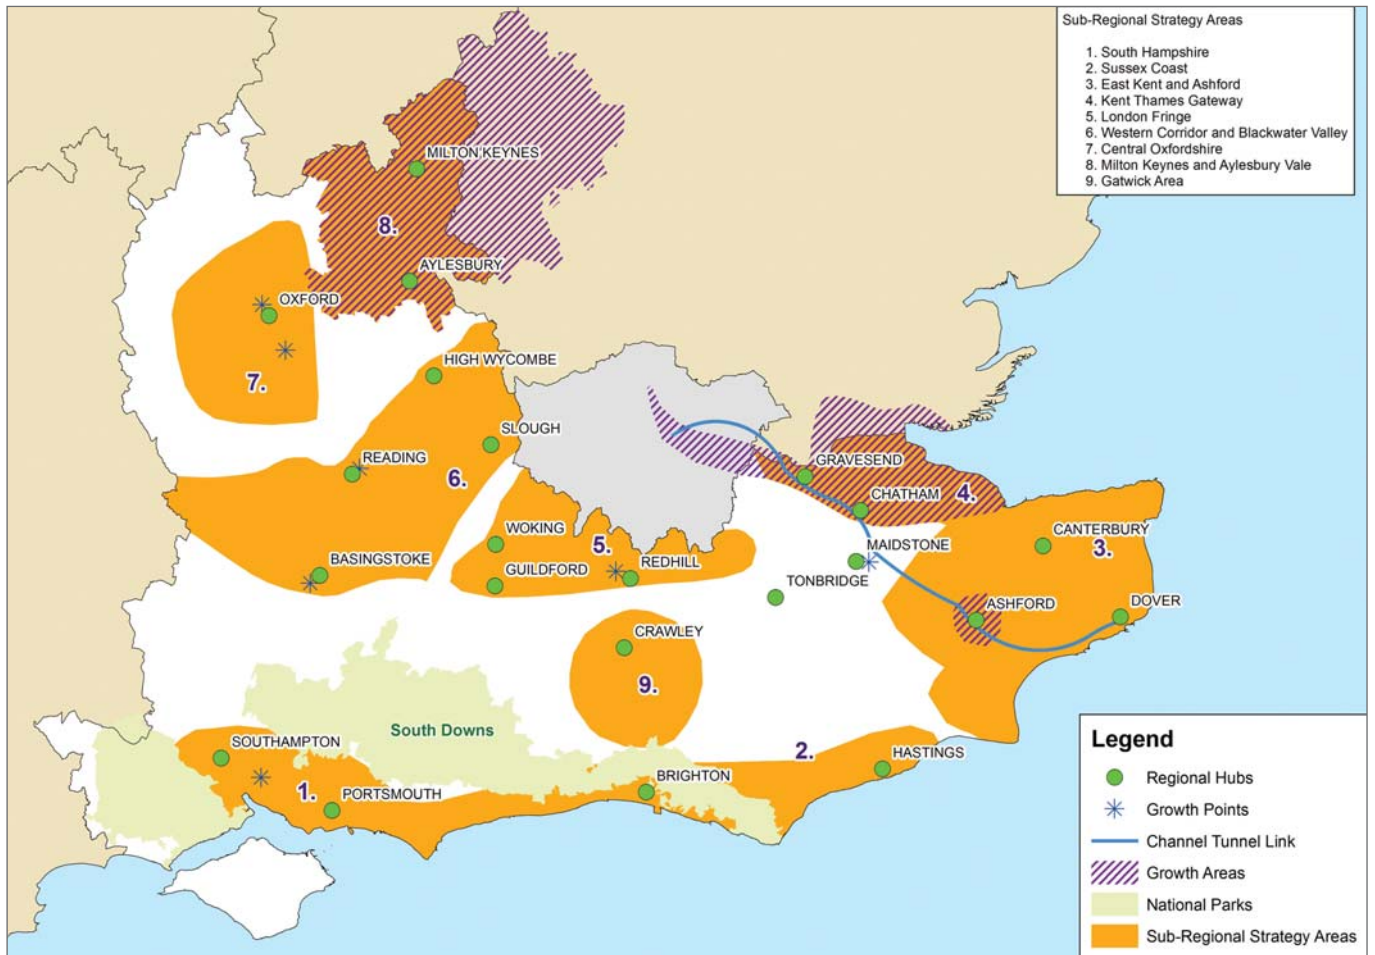 Sub-Regional Strategy Areas
1. South Hampshire
2. Sussex Coast
3. East Kent and Ashford
4. Kent Thames Gateway
5. London Fringe
6. Western Corridor and Blackwater Valley
7. Central Oxfordshire
8. Milton Keynes and Aylesbury Vale
9. Gatwick Area
MILTON KEYNES
8.
AYLESBURY
OXFORD
7.
HIGH WYCOMBE
SLOUGH
READING
6.
GRAVESEND
CHATHAM
4.
WOKING
5.
BASINGSTOKE
GUILDFORD
REDHILL
MAIDSTONE
CANTERBURY
3.
TONBRIDGE
ASHFORD
DOVER
CRAWLEY
9.
South Downs
SOUTHAMPTON
2.
HASTINGS
BRIGHTON
1.
PORTSMOUTH
Legend
Regional Hubs
Growth Points
Channel Tunnel Link
Growth Areas
National Parks
Sub-Regional Strategy Areas